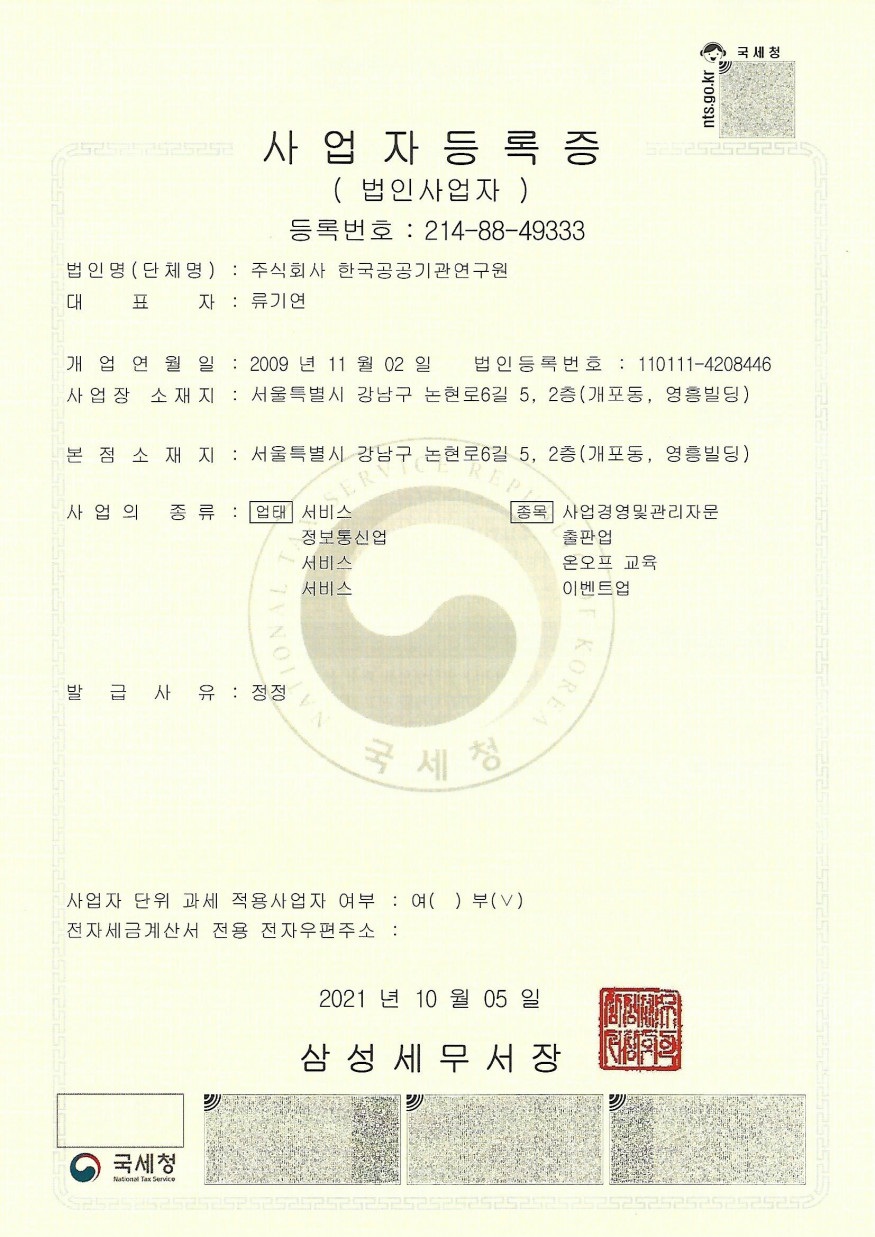 국세청
nts.go.kr
사업자등록증
( 법인사업자 )
등록번호 : 214-88-49333
법인명(단체명) : 주식회사 한국공공기관연구원
대 표 자 : 류기연
개 업 연 월 일 : 2009 년 11 월 02 일 법인등록번호 : 110111-4208446
사업장 소재지 : 서울특별시 강남구 논현로6길 5, 2층(개포동, 영흥빌딩)
본 점 소 재 지 : 서울특별시 강남구 논현로6길 5, 2층(개포동, 영흥빌딩)
사 업 의 종 류 : 업태 서비스 종목 사업경영및관리자문
정보통신업 출판업
서비스 온오프 교육
서비스 이벤트업
NATIONAL TAX SERVICE REPUBLIC OF KOREA
발 급 사 유 : 정정
국세청
사업자 단위 과세 적용사업자 여부 : 여( ) 부(∨)
전자세금계산서 전용 전자우편주소 :
2021 년 10 월 05 일
삼성세무서장
국세청
National Tax Service